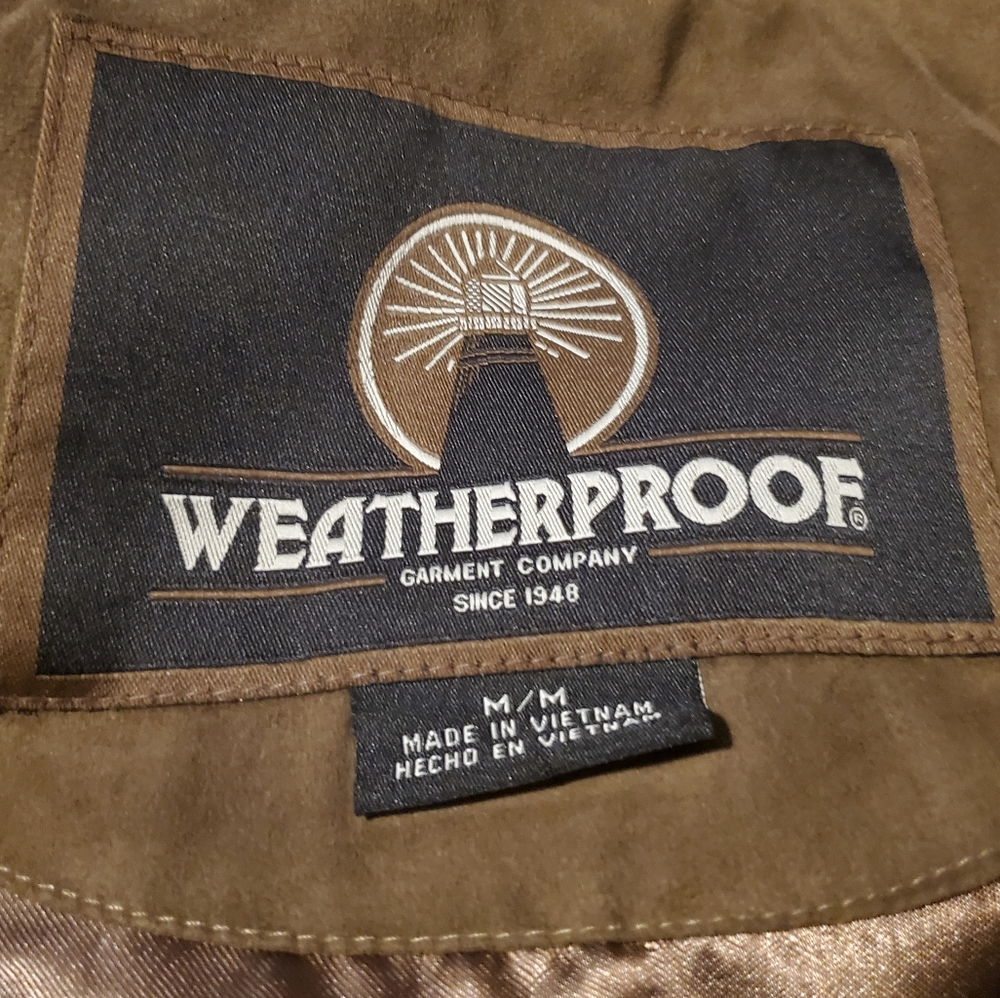 WEATHERPROOF®
GARMENT COMPANY
SINCE 1948
M/M
MADE IN VIETNAM
HECHO EN VIETNAM